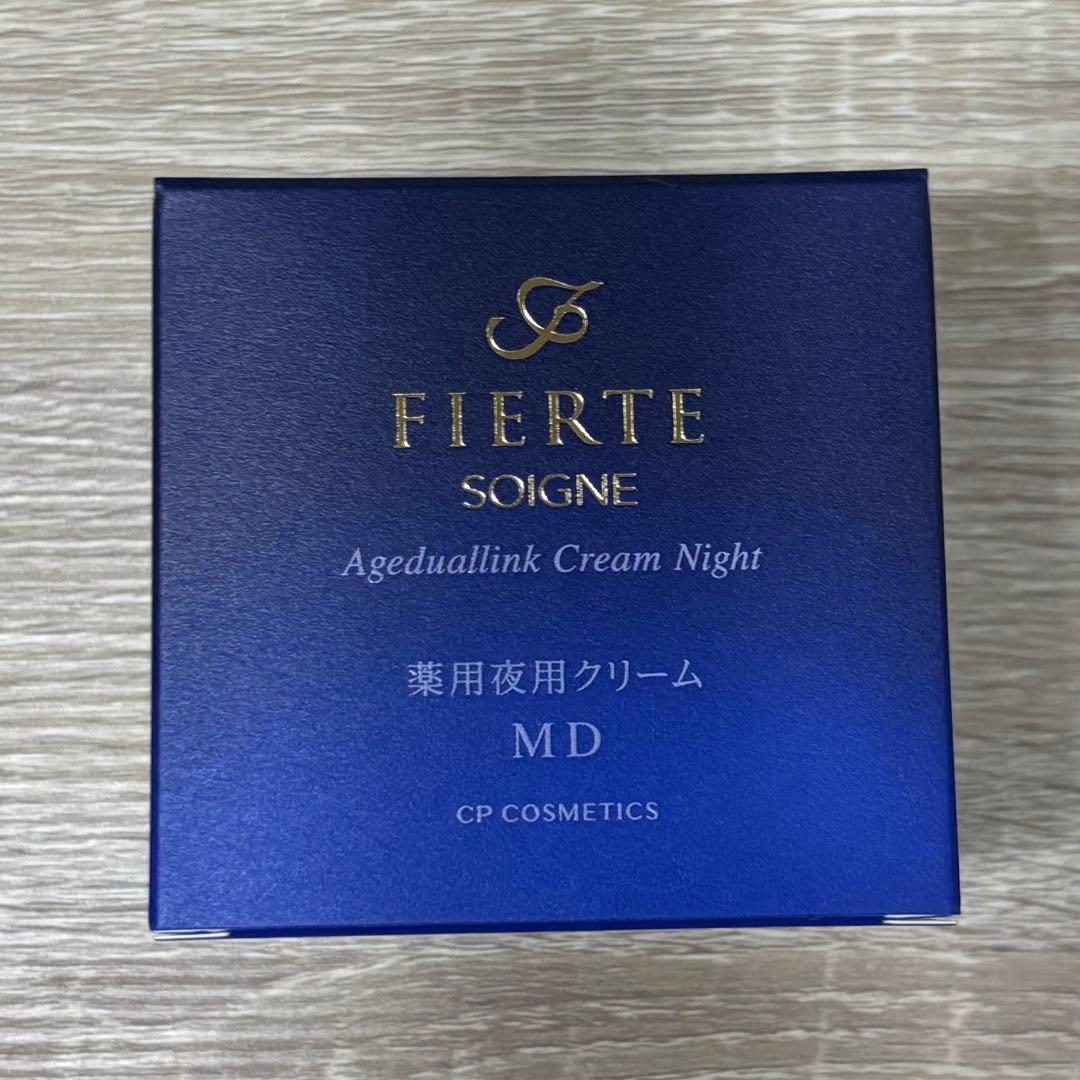 FIERTE
SOIGNE
Ageduallink Cream Night
薬用夜用クリーム
MD
CP COSMETICS